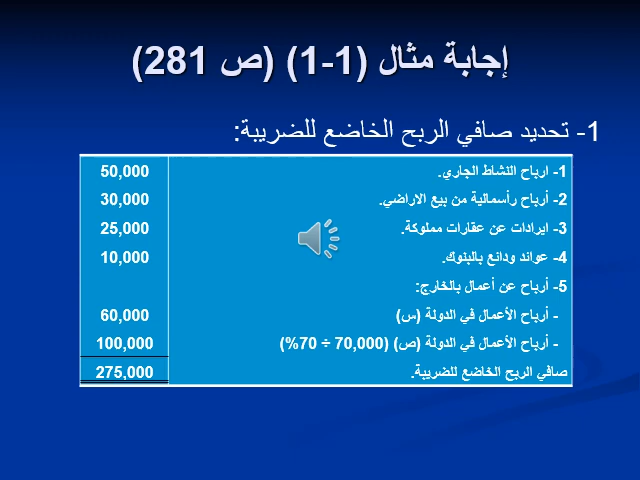 إجابة مثال (1-1) (ص 281)
1- تحديد صافي الربح الخاضع للضريبة:
1- ارباح النشاط الجاري. 50,000
2- أرباح رأسمالية من بيع الاراضي. 30,000
3- ايرادات عن عقارات مملوكة. 25,000
4- عوائد ودائع بالبنوك. 10,000
5- أرباح عن أعمال بالخارج:
- أرباح الأعمال في الدولة (س) 60,000
- أرباح الأعمال في الدولة (ص) (70,000 ÷ 70%) 100,000
صافي الربح الخاضع للضريبة. 275,000